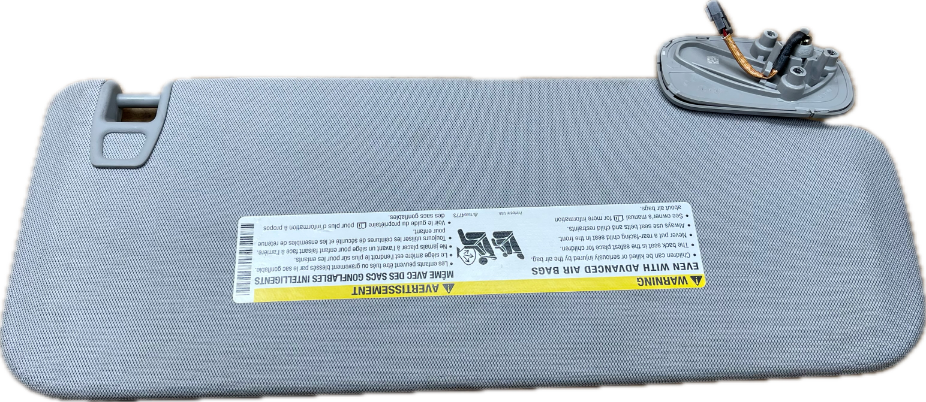 WARNING
EVEN WITH ADVANCED AIR BAGS
• Children can be killed or seriously injured by the air bag.
• The back seat is the safest place for children.
• Never put a rear-facing child seat in the front.
• Always use seat belts and child restraints.
• See owner's manual for more information
about air bags.
AVERTISSEMENT
MÊME AVEC DES SACS GONFLABLES INTELLIGENTS
• Les enfants peuvent être tués ou gravement blessés par le sac gonflable.
• Le siège arrière est l'endroit le plus sûr pour les enfants.
• Ne jamais placer à l'avant un siège pour enfant faisant face à l'arrière.
• Toujours utiliser les ceintures de sécurité et les ensembles de retenue
pour enfant.
• Voir le guide du propriétaire pour plus d'information à propos
des sacs gonflables.